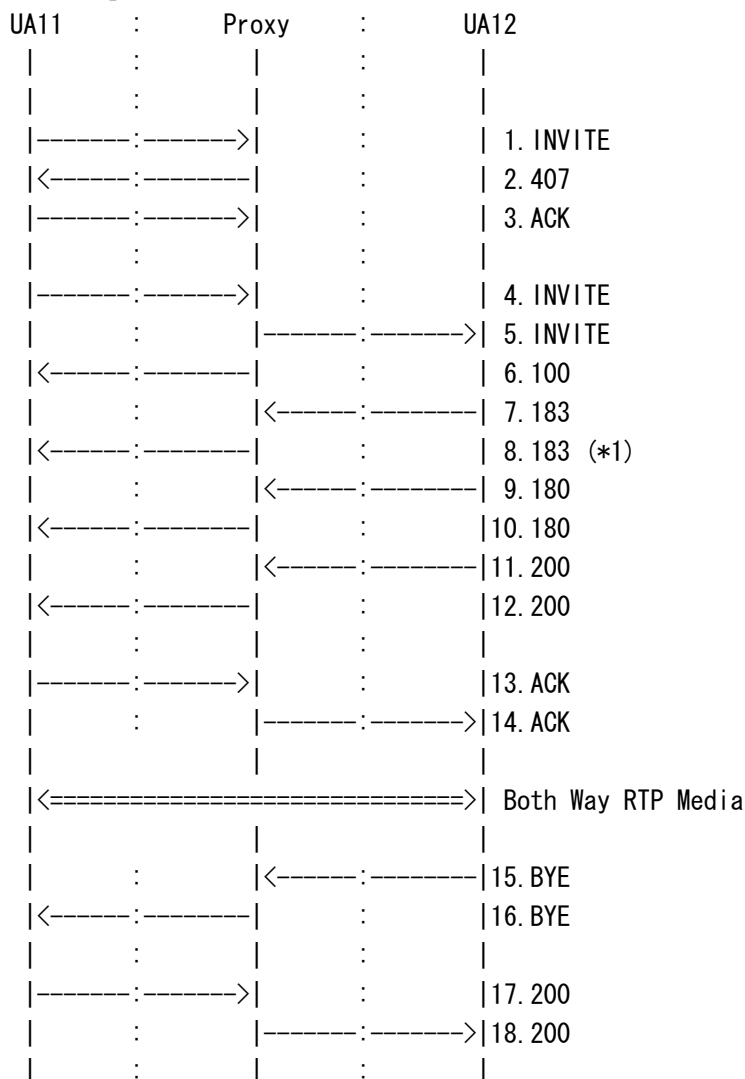 UA11 : Proxy : UA12
| : | : |
| : | : |
|------:------->| : | 1. INVITE
|<------:-------| : | 2. 407
|------:------->| : | 3. ACK
| : | : |
|------:------->| : | 4. INVITE
| : |------:------->| 5. INVITE
|<------:-------| : | 6. 100
| : |<------:-------| 7. 183
|<------:-------| : | 8. 183 (*1)
| : |<------:-------| 9. 180
|<------:-------| : |10. 180
| : |<------:-------|11. 200
|<------:-------| : |12. 200
| : | : |
|------:------->| : |13. ACK
| : |------:------->|14. ACK
| | |
|<==============================>| Both Way RTP Media
| | |
| : |<------:-------|15. BYE
|<------:-------| : |16. BYE
| : | : |
|------:------->| : |17. 200
| : |------:------->|18. 200
| : | : |